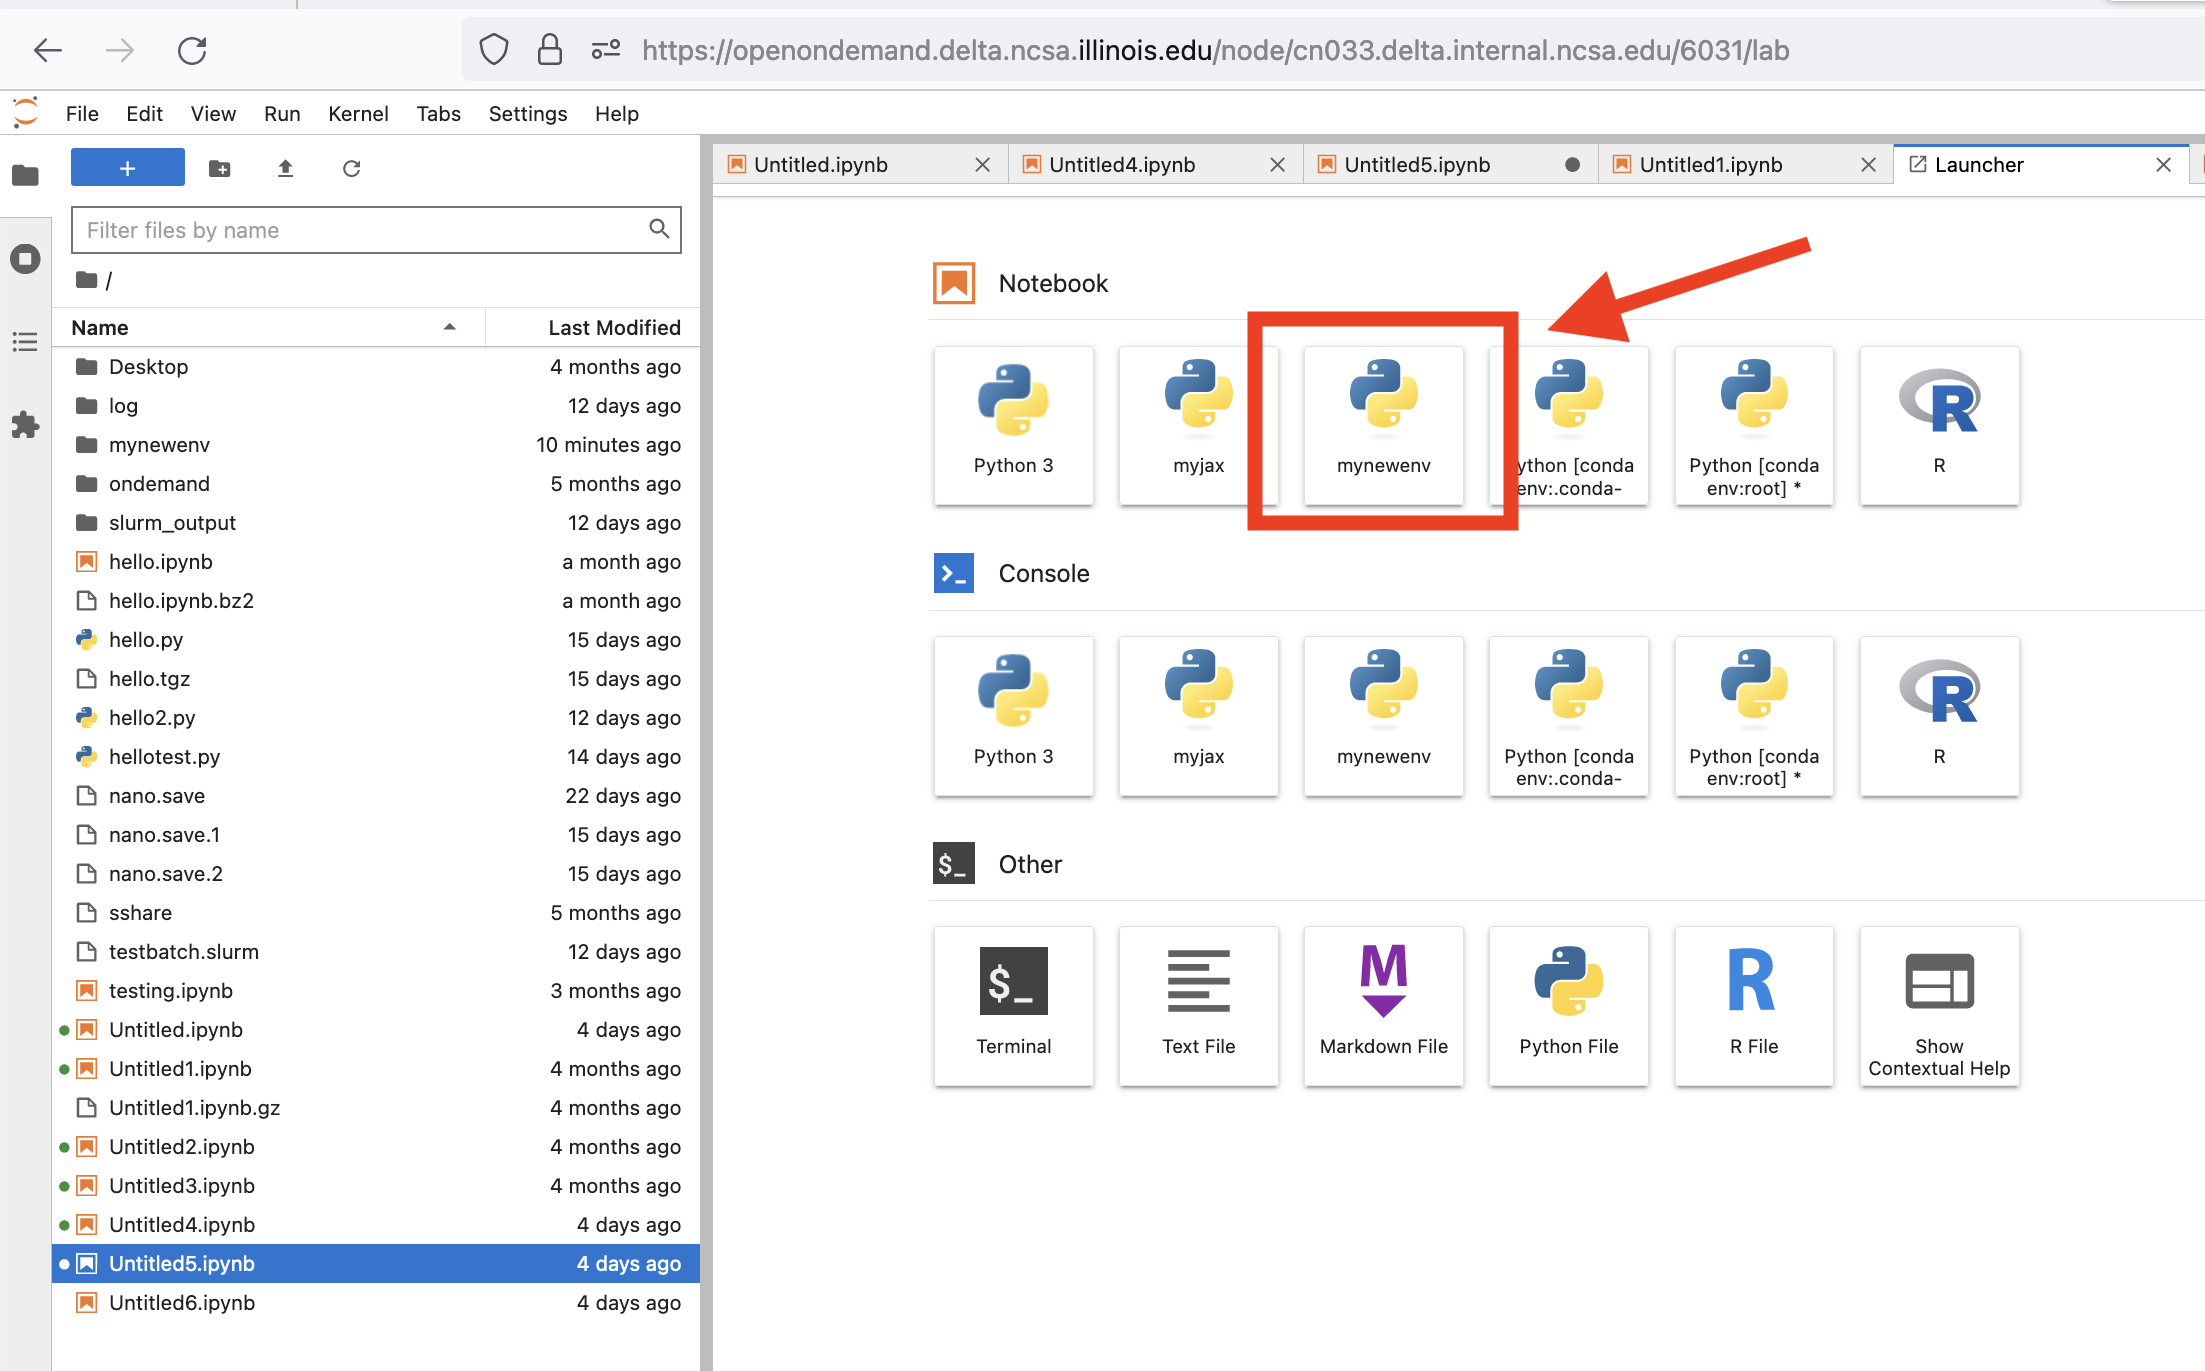 https://openondemand.delta.ncsa.illinois.edu/node/cn033.delta.internal.ncsa.edu/6031/lab
File Edit View Run Kernel Tabs Settings Help
+
Untitled.ipynb Untitled4.ipynb Untitled5.ipynb Untitled1.ipynb Launcher
Filter files by name
/
Name Last Modified
Desktop 4 months ago
log 12 days ago
mynewenv 10 minutes ago
ondemand 5 months ago
slurm_output 12 days ago
hello.ipynb a month ago
hello.ipynb.bz2 a month ago
hello.py 15 days ago
hello.tgz 15 days ago
hello2.py 12 days ago
hellotest.py 14 days ago
nano.save 22 days ago
nano.save.1 15 days ago
nano.save.2 15 days ago
sshare 5 months ago
testbatch.slurm 12 days ago
testing.ipynb 3 months ago
Untitled.ipynb 4 days ago
Untitled1.ipynb 4 months ago
Untitled1.ipynb.gz 4 months ago
Untitled2.ipynb 4 months ago
Untitled3.ipynb 4 months ago
Untitled4.ipynb 4 days ago
Untitled5.ipynb 4 days ago
Untitled6.ipynb 4 days ago
Notebook
Python 3
myjax
mynewenv
ython [conda
env:.conda-
Python [conda
env:root] *
R
R
>_ Console
Python 3
myjax
mynewenv
Python [conda
env:.conda-
Python [conda
env:root] *
R
R
$_ Other
$_
Terminal
Text File
M
Markdown File
Python File
R
R File
Show
Contextual Help